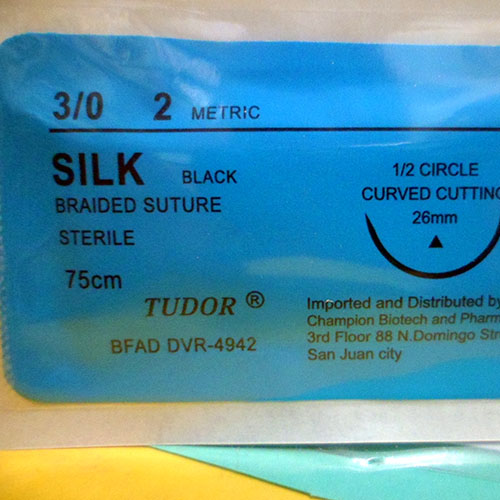 3/0 2 METRIC
SILK BLACK
BRAIDED SUTURE
STERILE
75cm
TUDOR ®
BFAD DVR-4942
1/2 CIRCLE
CURVED CUTTING
26mm
Imported and Distributed by
Champion Biotech and Pharm
3rd Floor 88 N.Domingo Str
San Juan city